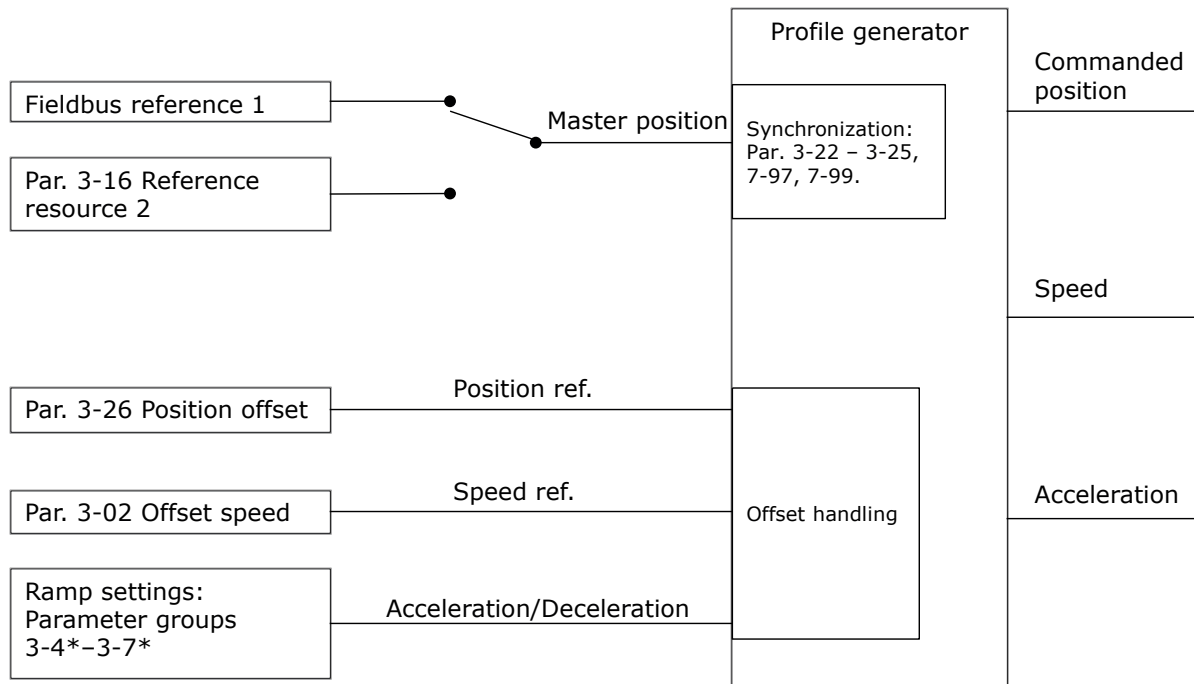 Profile generator
Commanded
position
Fieldbus reference 1
Master position
Synchronization:
Par. 3-22 – 3-25,
7-97, 7-99.
Par. 3-16 Reference
resource 2
Speed
Par. 3-26 Position offset
Position ref.
Par. 3-02 Offset speed
Speed ref.
Offset handling
Acceleration
Ramp settings:
Parameter groups
3-4*–3-7*
Acceleration/Deceleration